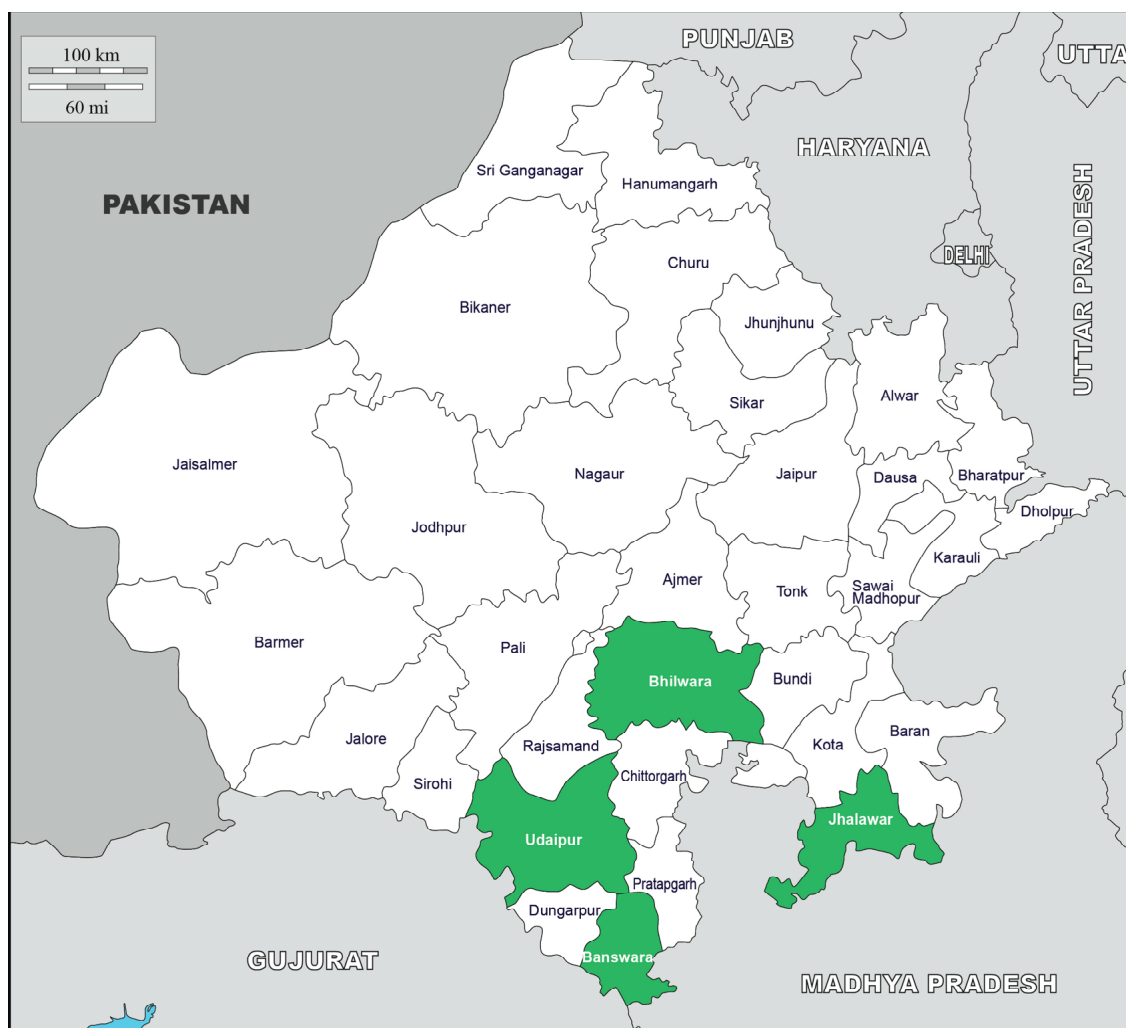 PUNJAB
UTTA
100 km
60 mi
HARYANA
Sri Ganganagar
Hanumangarh
PAKISTAN
UTTAR PRADESH
DELHI
Churu
Bikaner
Jhunjhunu
Sikar
Alwar
Jaisalmer
Nagaur
Jaipur
Dausa
Bharatpur
Dholpur
Jodhpur
Karauli
Ajmer
Tonk
Sawai
Madhopur
Barmer
Pali
Bhilwara
Bundi
Jalore
Rajsamand
Kota
Baran
Sirohi
Chittorgarh
Jhalawar
Udaipur
Pratapgarh
Dungarpur
Banswara
GUJURAT
MADHYA PRADESH